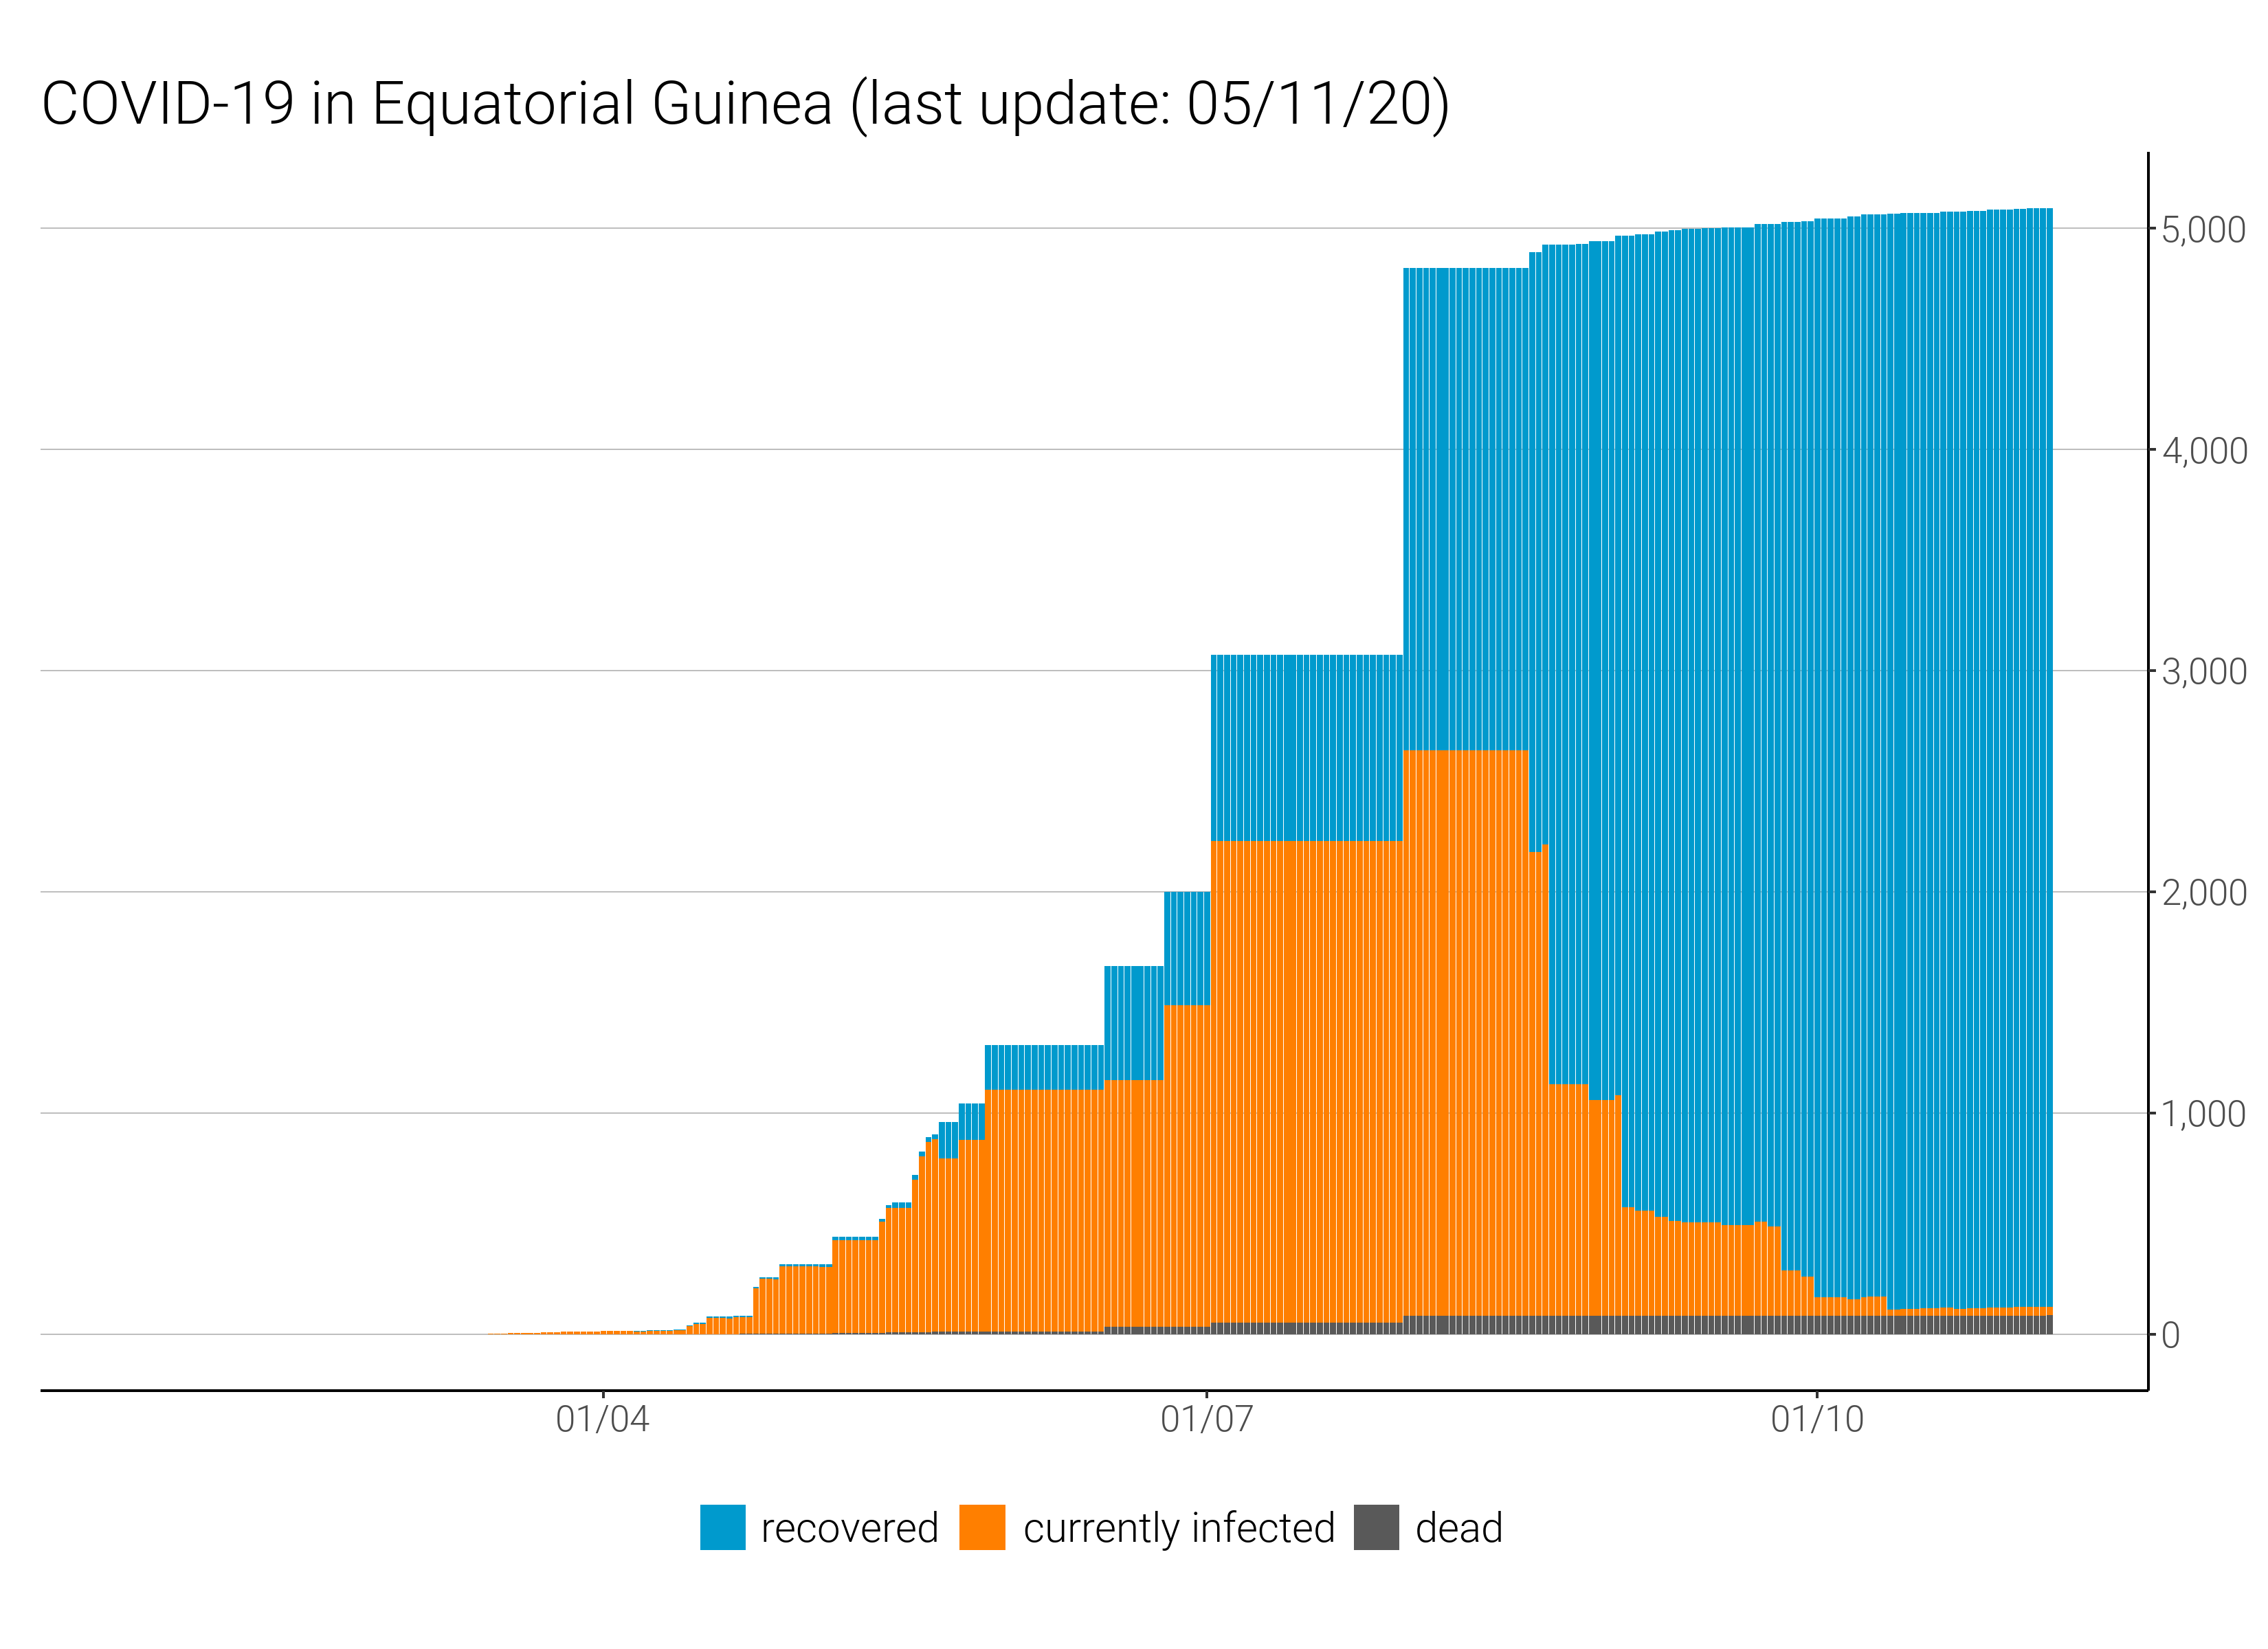 COVID-19 in Equatorial Guinea (last update: 05/11/20)
5,000
4,000
3,000
2,000
1,000
0
01/04 01/07 01/10
recovered currently infected dead